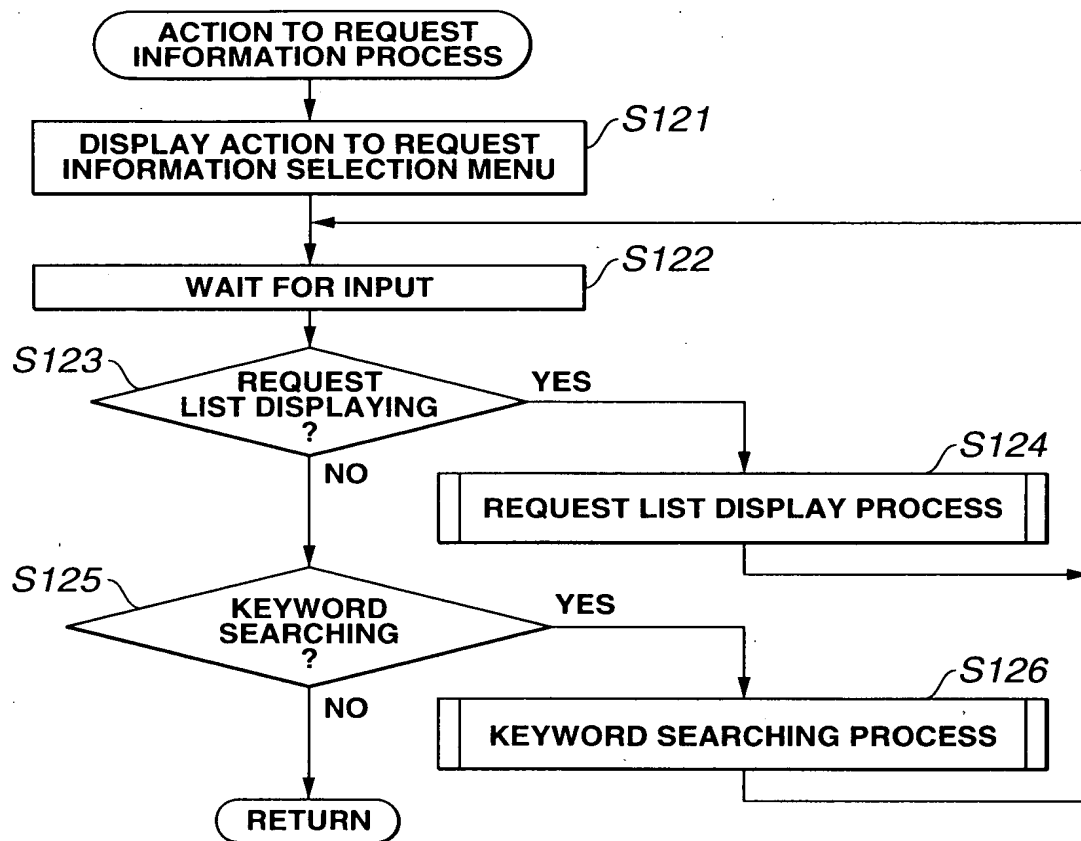 ACTION TO REQUEST
INFORMATION PROCESS
S121
DISPLAY ACTION TO REQUEST
INFORMATION SELECTION MENU
S122
WAIT FOR INPUT
S123
REQUEST
LIST DISPLAYING
?
YES
NO
S124
REQUEST LIST DISPLAY PROCESS
S125
KEYWORD
SEARCHING
?
YES
NO
S126
KEYWORD SEARCHING PROCESS
RETURN